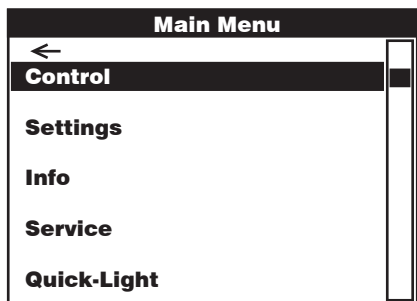 Main Menu
←
Control
Settings
Info
Service
Quick-Light